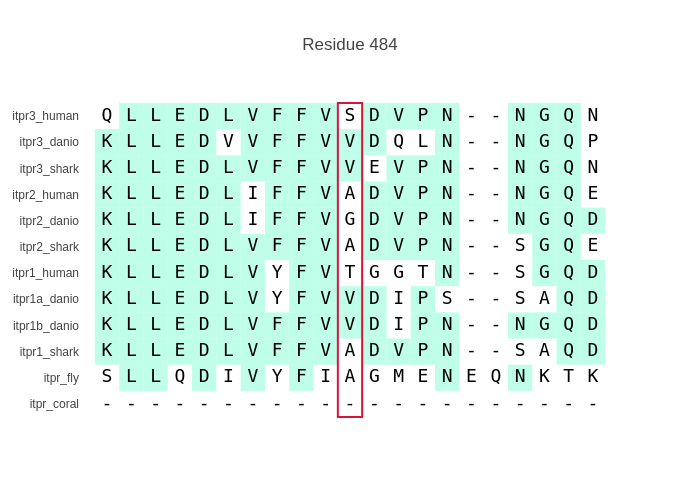 Residue 484
itpr3_human Q L L E D L V F F V S D V P N - - N G Q N
itpr3_danio K L L E D V V F F V V D Q L N - - N G Q P
itpr3_shark K L L E D L V F F V V E V P N - - N G Q N
itpr2_human K L L E D L I F F V A D V P N - - N G Q E
itpr2_danio K L L E D L I F F V G D V P N - - N G Q D
itpr2_shark K L L E D L V F F V A D V P N - - S G Q E
itpr1_human K L L E D L V Y F V T G G T N - - S G Q D
itpr1a_danio K L L E D L V Y F V V D I P S - - S A Q D
itpr1b_danio K L L E D L V F F V V D I P N - - N G Q D
itpr1_shark K L L E D L V F F V A D V P N - - S A Q D
itpr_fly S L L Q D I V Y F I A G M E N E Q N K T K
itpr_coral - - - - - - - - - - - - - - - - - - - - -